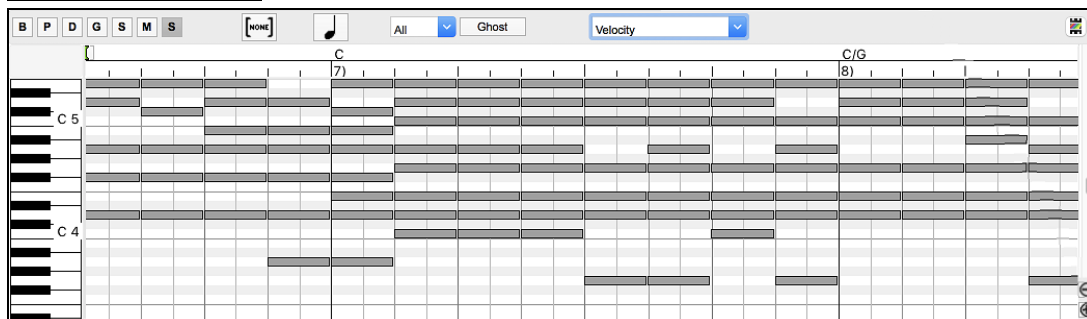 B P D G S M S [NONE] All Ghost Velocity
C C/G
7) 8)
C 5
C 4